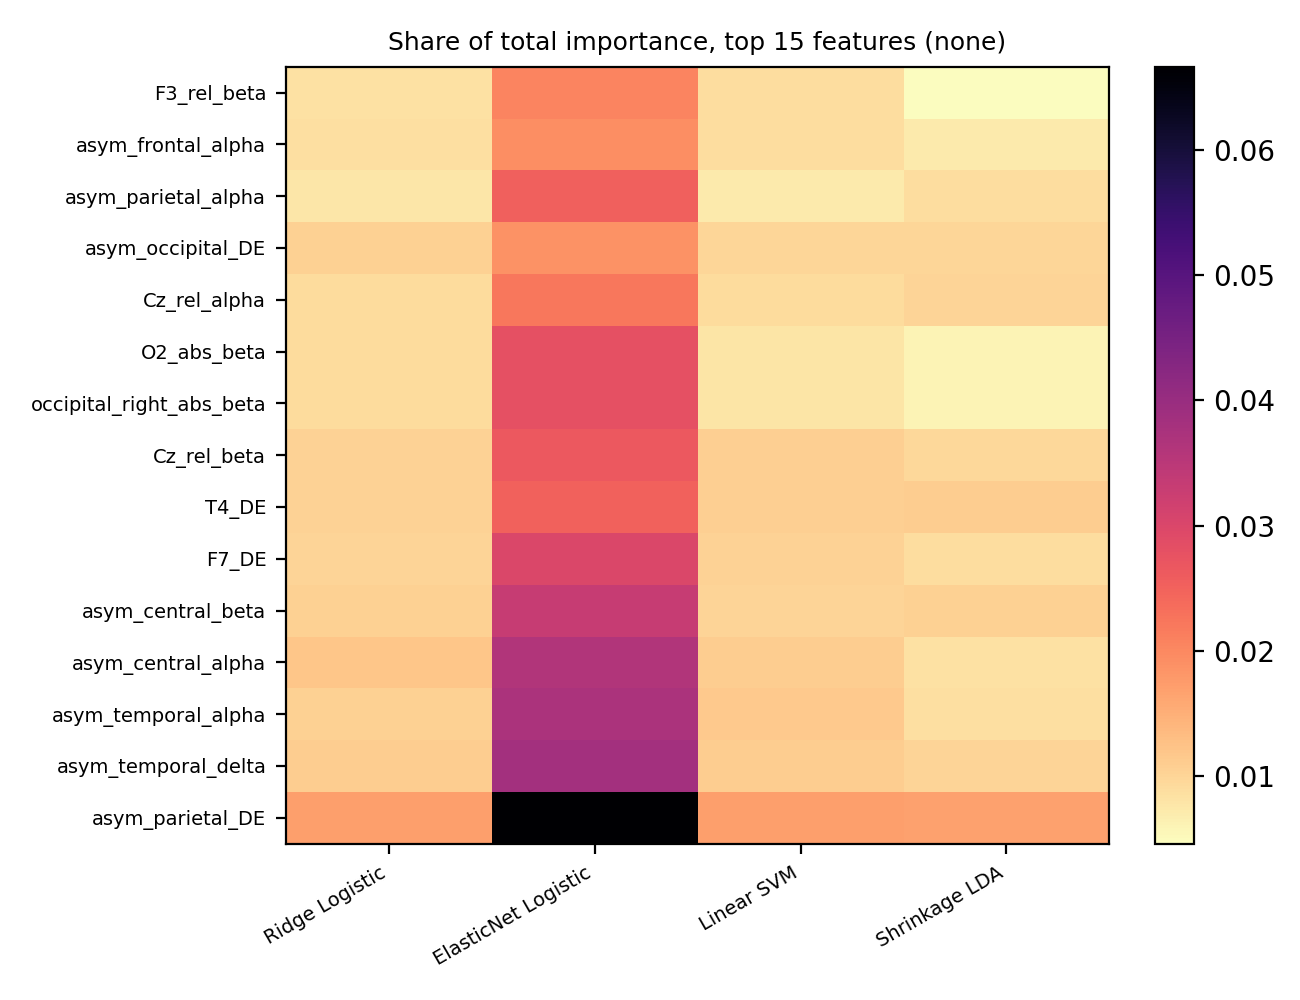 Share of total importance, top 15 features (none)
F3_rel_beta
asym_frontal_alpha
asym_parietal_alpha
asym_occipital_DE
Cz_rel_alpha
O2_abs_beta
occipital_right_abs_beta
Cz_rel_beta
T4_DE
F7_DE
asym_central_beta
asym_central_alpha
asym_temporal_alpha
asym_temporal_delta
asym_parietal_DE
Ridge Logistic
ElasticNet Logistic
Linear SVM
Shrinkage LDA
0.06
0.05
0.04
0.03
0.02
0.01